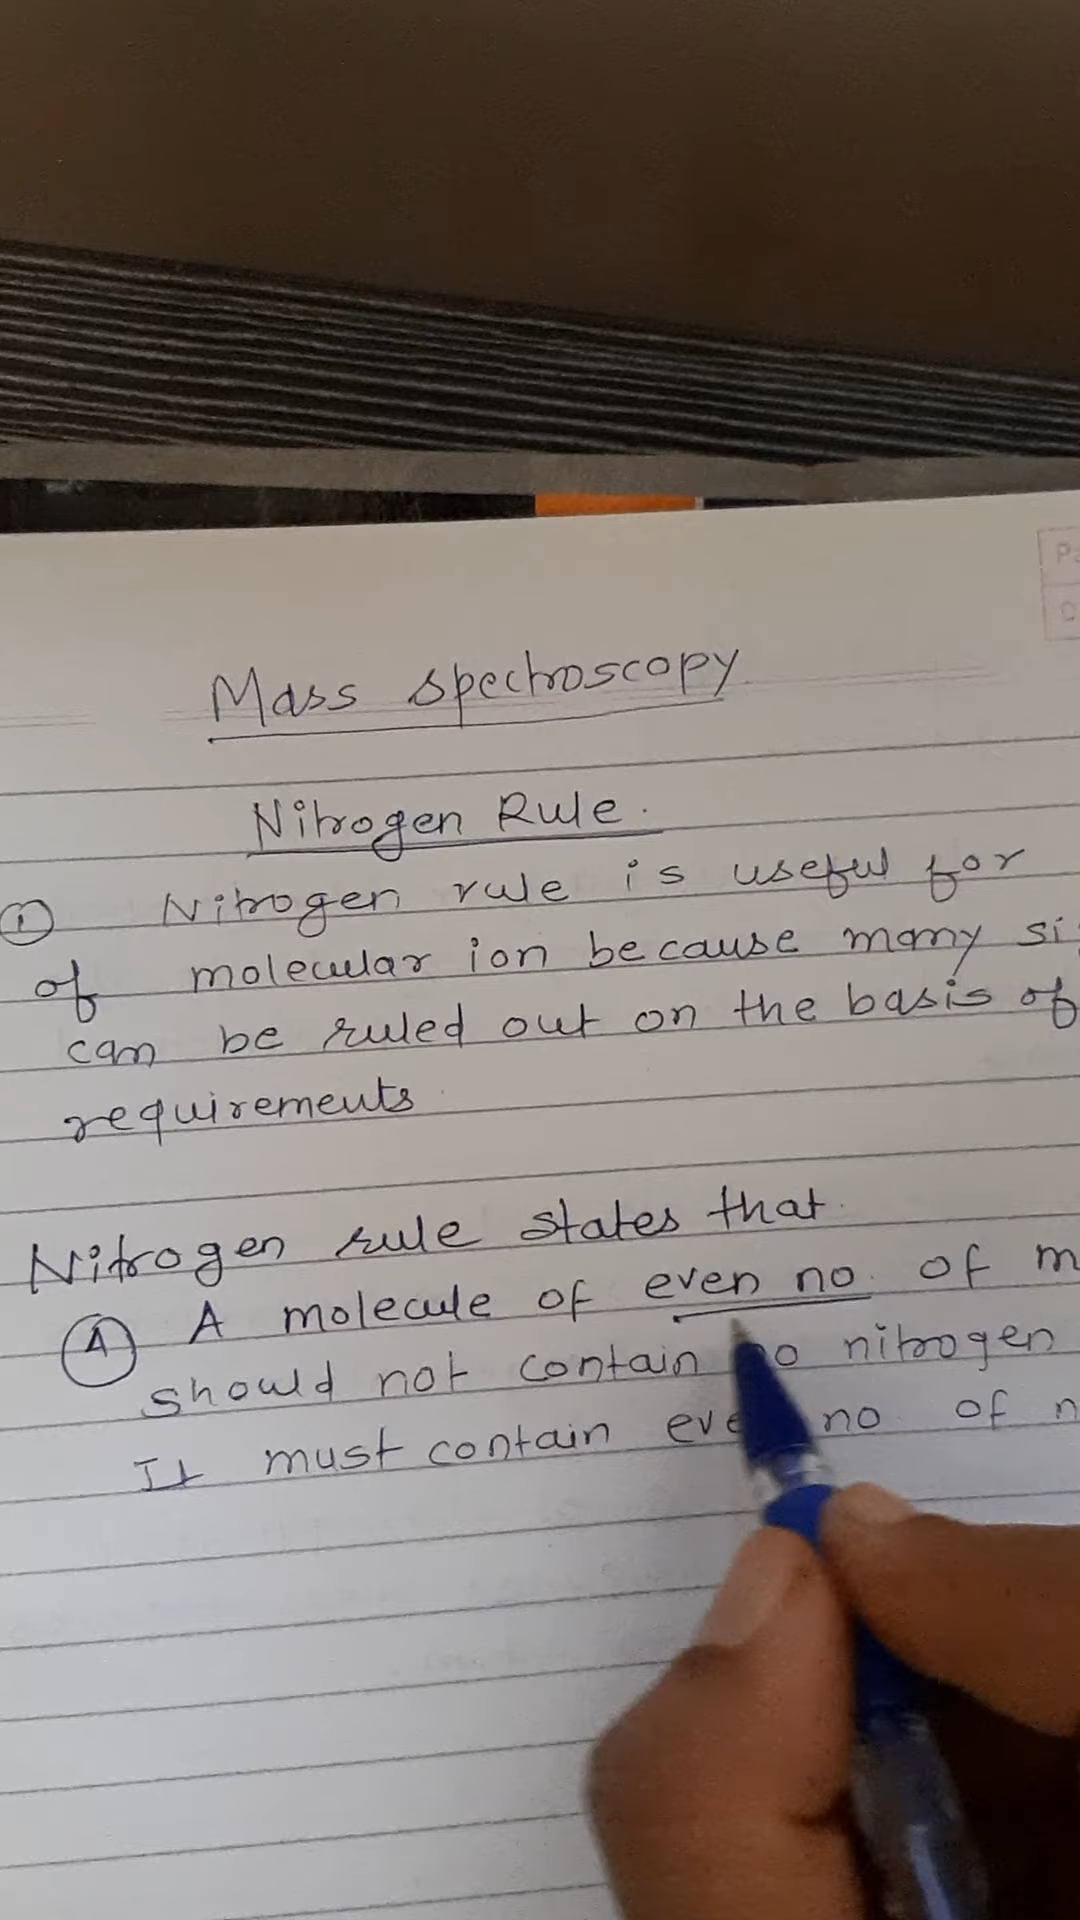 Mass spectroscopy
Nitrogen Rule.
① Nitrogen rule is useful for
of molecular ion because many
can be ruled out on the basis of
requirements
Nitrogen rule states that.
Ⓐ A molecule of even no. of
should not contain no nitrogen
It must contain even no of